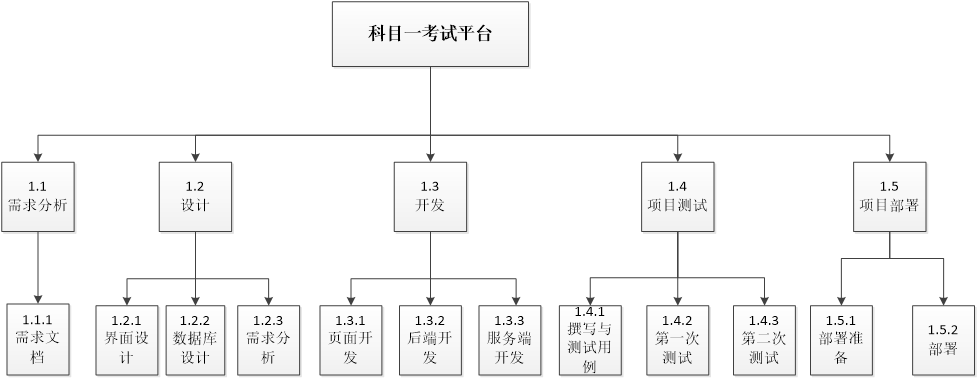 科目一考试平台
1.1
需求分析
1.2
设计
1.3
开发
1.4
项目测试
1.5
项目部署
1.1.1
需求文
档
1.2.1
界面设
计
1.2.2
数据库
设计
1.2.3
需求分
析
1.3.1
页面开
发
1.3.2
后端开
发
1.3.3
服务端
开发
1.4.1
撰写与
测试用
例
1.4.2
第一次
测试
1.4.3
第二次
测试
1.5.1
部署准
备
1.5.2
部署